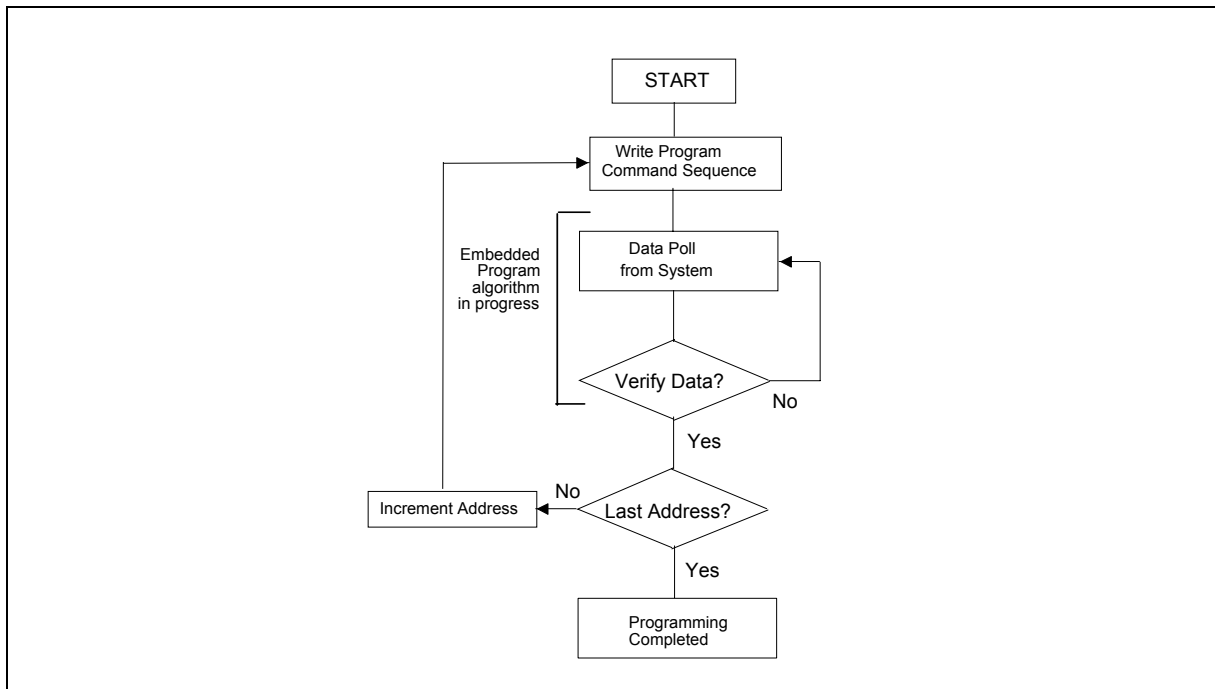 START
Write Program
Command Sequence
Embedded
Program
algorithm
in progress
Data Poll
from System
Verify Data?
No
Yes
No
Increment Address
Last Address?
Yes
Programming
Completed